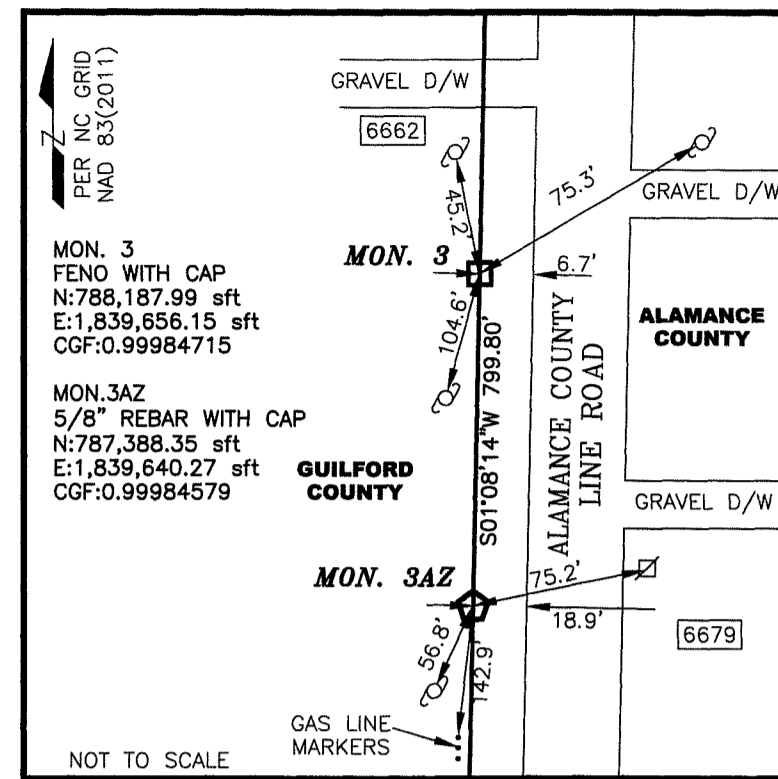 PER NC GRID
NAD 83(2011)
Z
GRAVEL D/W
6662
75.3'
GRAVEL D/W
45.2'
MON. 3
6.7'
MON. 3
FENO WITH CAP
N:788,187.99 sft
E:1,839,656.15 sft
CGF:0.99984715
104.6'
S01°08'14"W 799.80'
ALAMANCE COUNTY
LINE ROAD
ALAMANCE
COUNTY
MON.3AZ
5/8" REBAR WITH CAP
N:787,388.35 sft
E:1,839,640.27 sft
CGF:0.99984579
GUILFORD
COUNTY
GRAVEL D/W
MON. 3AZ
75.2'
18.9'
6679
56.8'
142.9'
GAS LINE
MARKERS
NOT TO SCALE